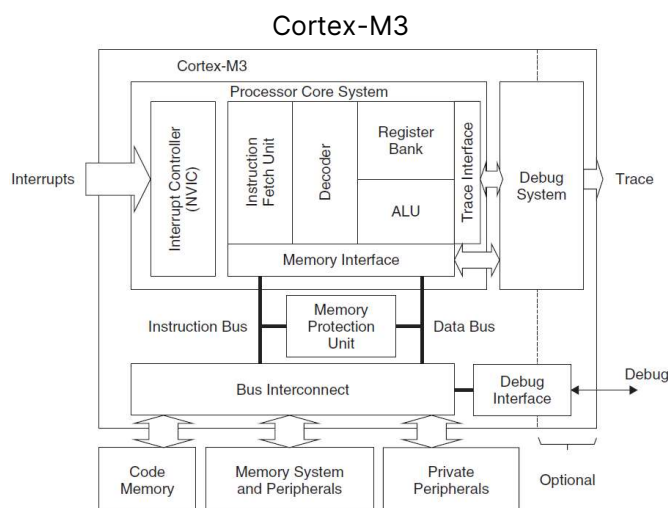 Cortex-M3
Cortex-M3
Processor Core System
Interrupts
Interrupt Controller
(NVIC)
Instruction
Fetch Unit
Decoder
Register
Bank
ALU
Trace Interface
Memory Interface
Debug
System
Trace
Instruction Bus
Memory
Protection
Unit
Data Bus
Bus Interconnect
Debug
Interface
Debug
Code
Memory
Memory System
and Peripherals
Private
Peripherals
Optional